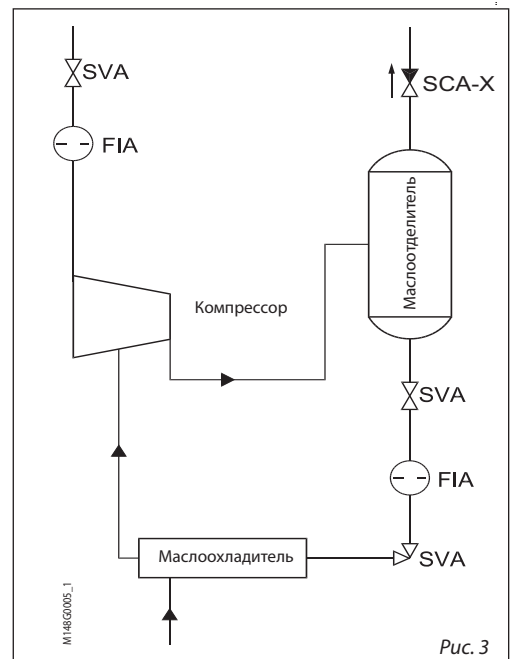 SVA
SCA-X
FIA
Маслоотделитель
Компрессор
SVA
FIA
Маслоохладитель
SVA
M148G0005_1
Рис. 3